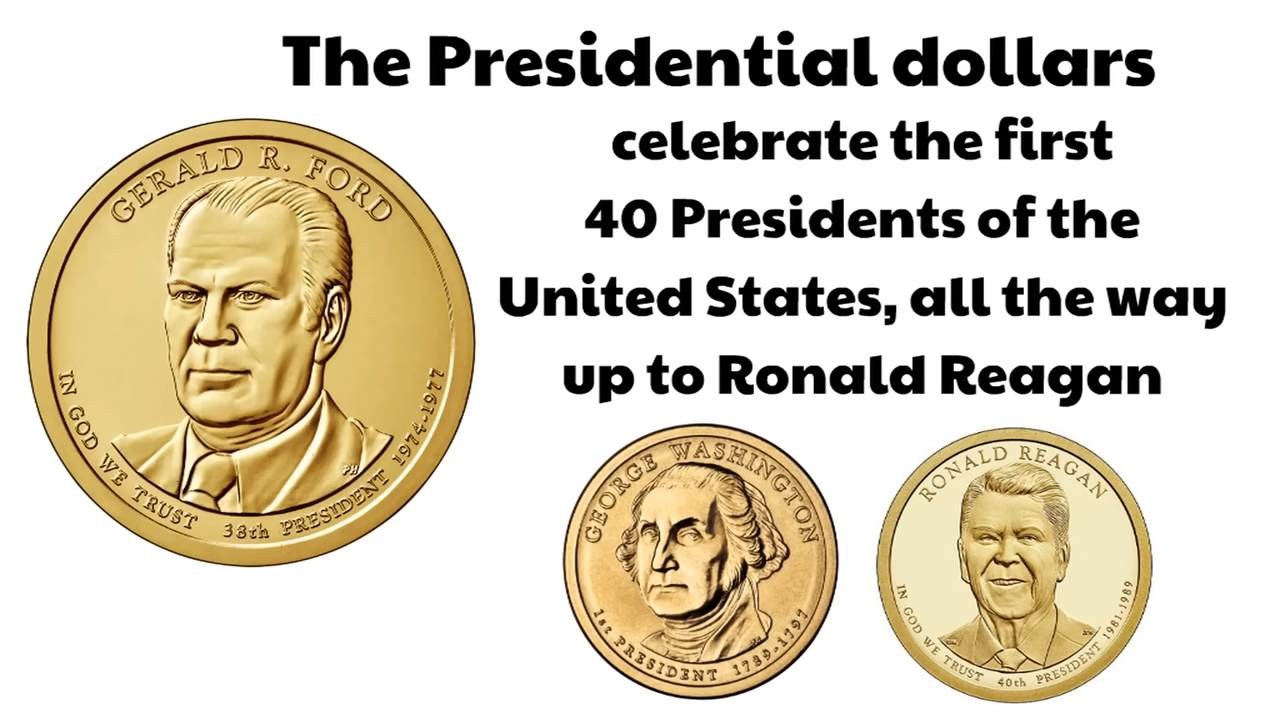 The Presidential dollars
celebrate the first
40 Presidents of the
United States, all the way
up to Ronald Reagan
GERALD R. FORD
IN GOD WE TRUST
38th PRESIDENT 1974-1977
PH
GEORGE WASHINGTON
1st PRESIDENT 1789-1797
RONALD REAGAN
IN GOD WE TRUST
40th PRESIDENT 1981-1989